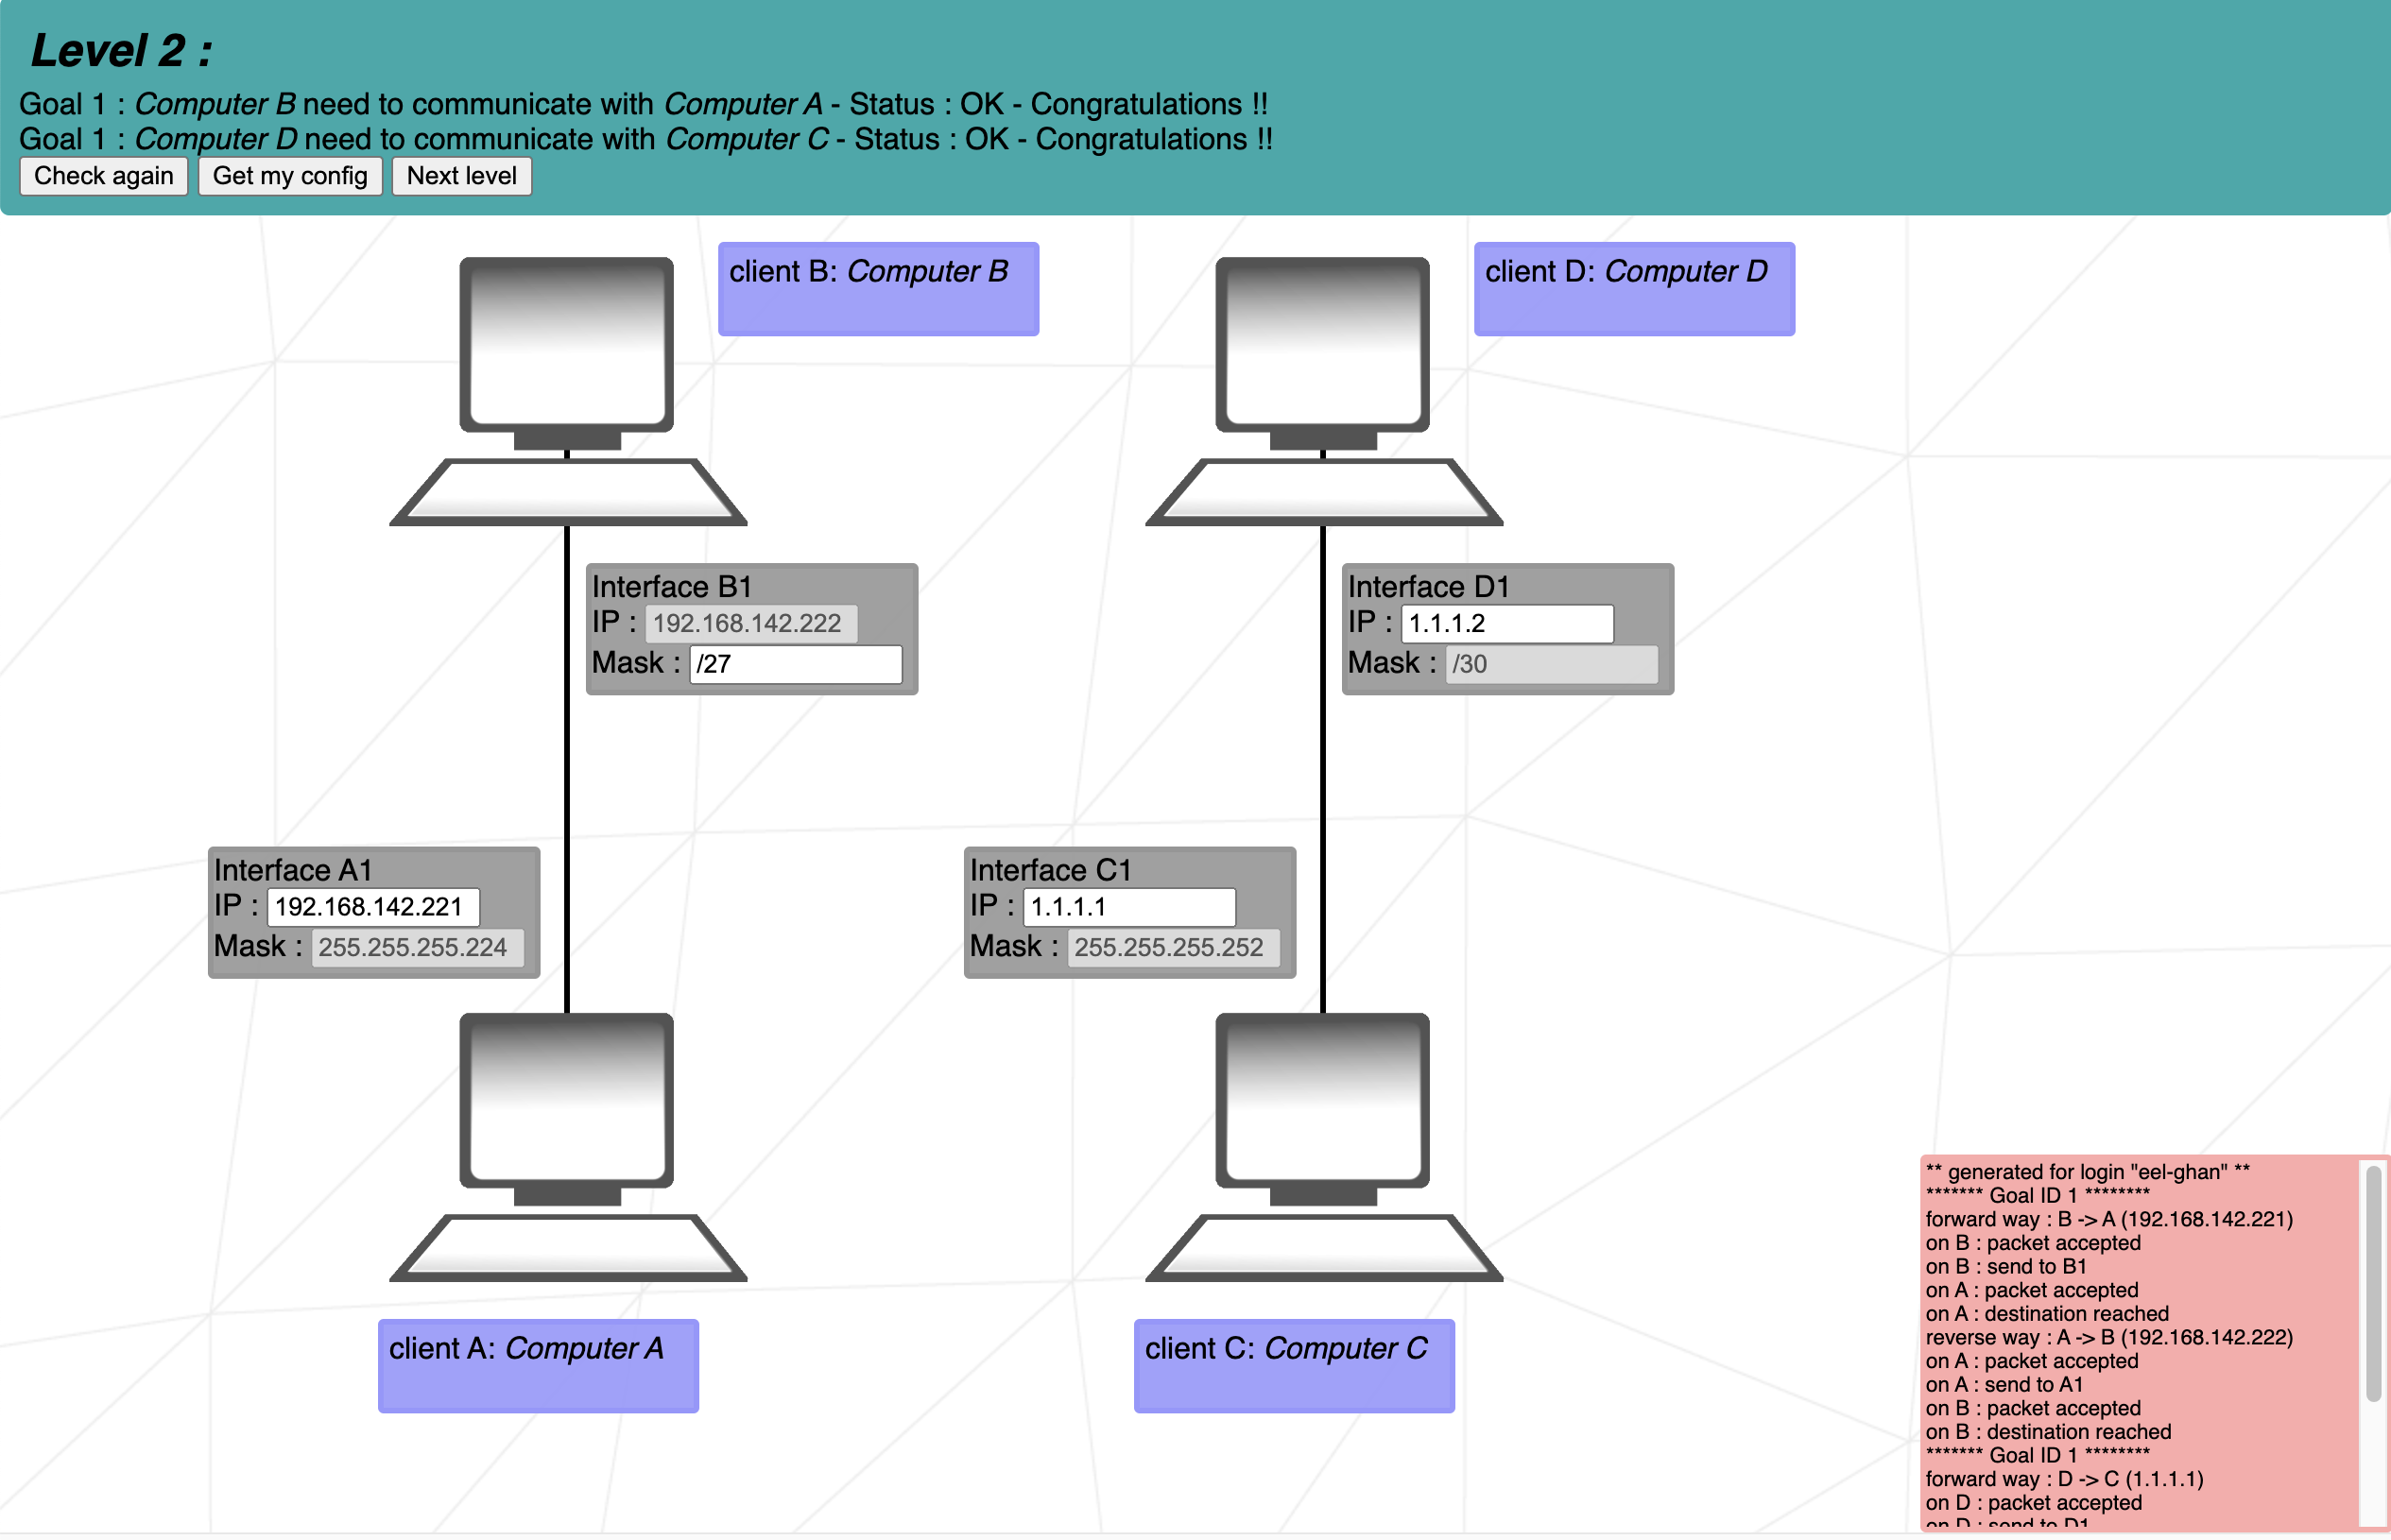 Level 2 :
Goal 1 : Computer B need to communicate with Computer A - Status : OK - Congratulations !!
Goal 1 : Computer D need to communicate with Computer C - Status : OK - Congratulations !!
Check again Get my config Next level
client B: Computer B
client D: Computer D
Interface B1
IP : 192.168.142.222
Mask : /27
Interface D1
IP : 1.1.1.2
Mask : /30
Interface A1
IP : 192.168.142.221
Mask : 255.255.255.224
Interface C1
IP : 1.1.1.1
Mask : 255.255.255.252
client A: Computer A
client C: Computer C
** generated for login "eel-ghan" **
******* Goal ID 1 ********
forward way : B -> A (192.168.142.221)
on B : packet accepted
on B : send to B1
on A : packet accepted
on A : destination reached
reverse way : A -> B (192.168.142.222)
on A : packet accepted
on A : send to A1
on B : packet accepted
on B : destination reached
******* Goal ID 1 ********
forward way : D -> C (1.1.1.1)
on D : packet accepted
on D : send to D1